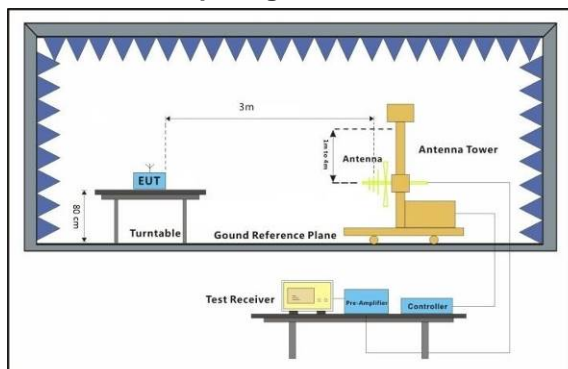 3m
1m to 4m
Antenna
Antenna Tower
EUT
80 cm
Turntable
Gound Reference Plane
Test Receiver
Pre-Amplifier
Controller